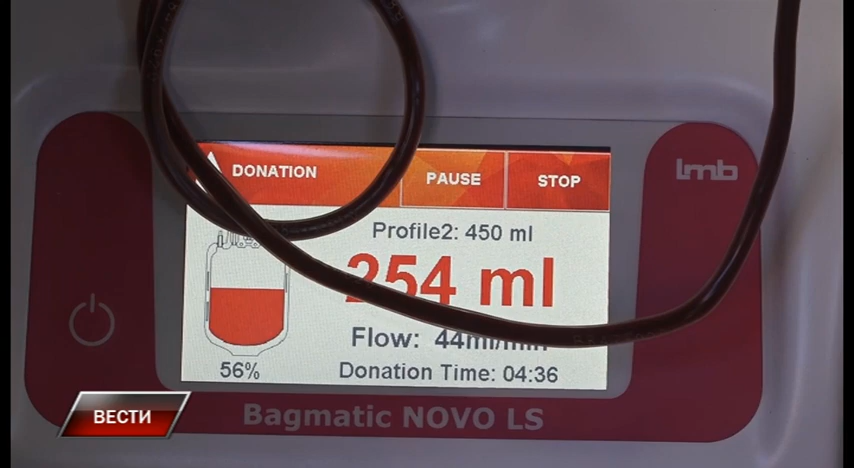 lmb
DONATION
PAUSE
STOP
Profile2: 450 ml
254 ml
Flow: 44ml/min
56%
Donation Time: 04:36
Bagmatic NOVO LS
ВЕСТИ